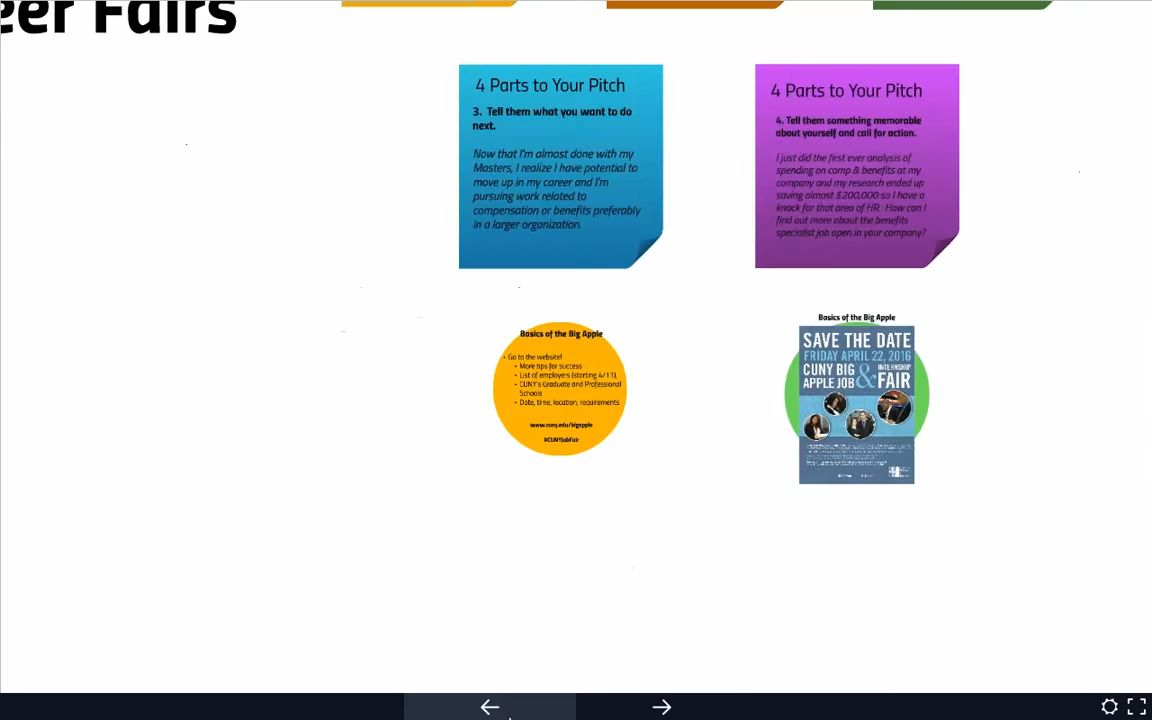 eer Fairs
4 Parts to Your Pitch
3. Tell them what you want to do
next.
Now that I'm almost done with my
Masters, I realize I have potential to
move up in my career and I'm
pursuing work related to
compensation or benefits preferably
in a larger organization.
4 Parts to Your Pitch
4. Tell them something memorable
about yourself and call for action.
I just did the first ever analysis of
spending on comp & benefits at my
company and my research ended up
saving almost $200,000 so I have a
knack for that area of HR. How can I
find out more about the benefits
specialist job open in your company?
Basics of the Big Apple
• Go to the website!
• More tips for success
• List of employers (starting 4/11).
• CUNY's Graduate and Professional
Schools
• Date, time, location, requirements
www.cuny.edu/bigapple
#CUNYJobFair
Basics of the Big Apple
SAVE THE DATE
FRIDAY APRIL 22, 2016
CUNY BIG
APPLE JOB
&
INTERNSHIP
FAIR